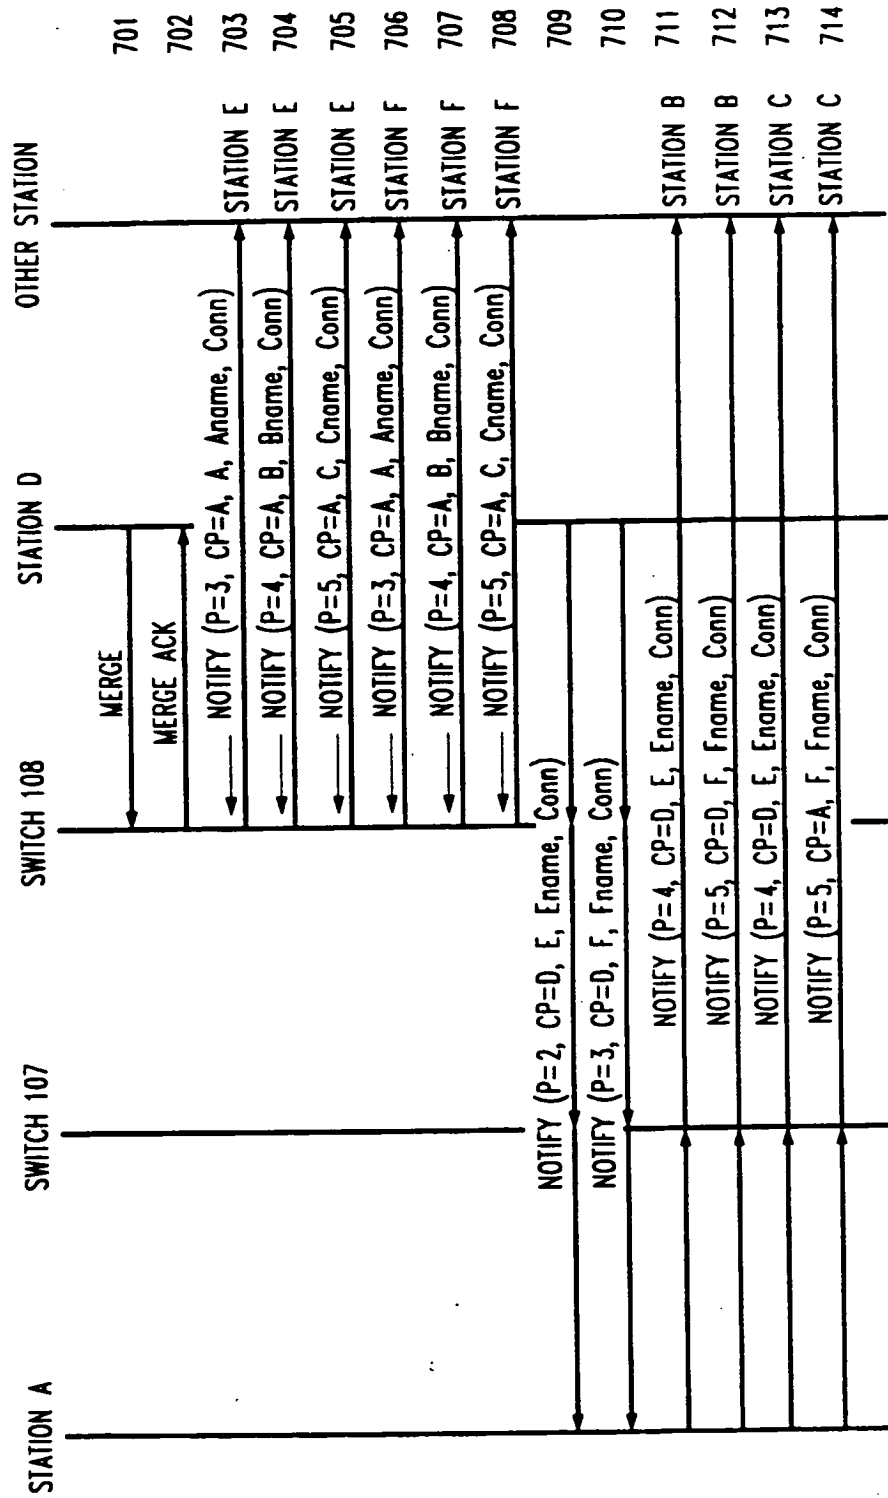 STATION A
SWITCH 107
SWITCH 108
STATION D
OTHER STATION
MERGE
701
MERGE ACK
702
NOTIFY (P=3, CP=A, A, Aname, Conn)
STATION E
703
NOTIFY (P=4, CP=A, B, Bname, Conn)
STATION E
704
NOTIFY (P=5, CP=A, C, Cname, Conn)
STATION E
705
NOTIFY (P=3, CP=A, A, Aname, Conn)
STATION F
706
NOTIFY (P=4, CP=A, B, Bname, Conn)
STATION F
707
NOTIFY (P=5, CP=A, C, Cname, Conn)
STATION F
708
NOTIFY (P=2, CP=D, E, Ename, Conn)
709
NOTIFY (P=3, CP=D, F, Fname, Conn)
710
NOTIFY (P=4, CP=D, E, Ename, Conn)
STATION B
711
NOTIFY (P=5, CP=D, F, Fname, Conn)
STATION B
712
NOTIFY (P=4, CP=D, E, Ename, Conn)
STATION C
713
NOTIFY (P=5, CP=A, F, Fname, Conn)
STATION C
714